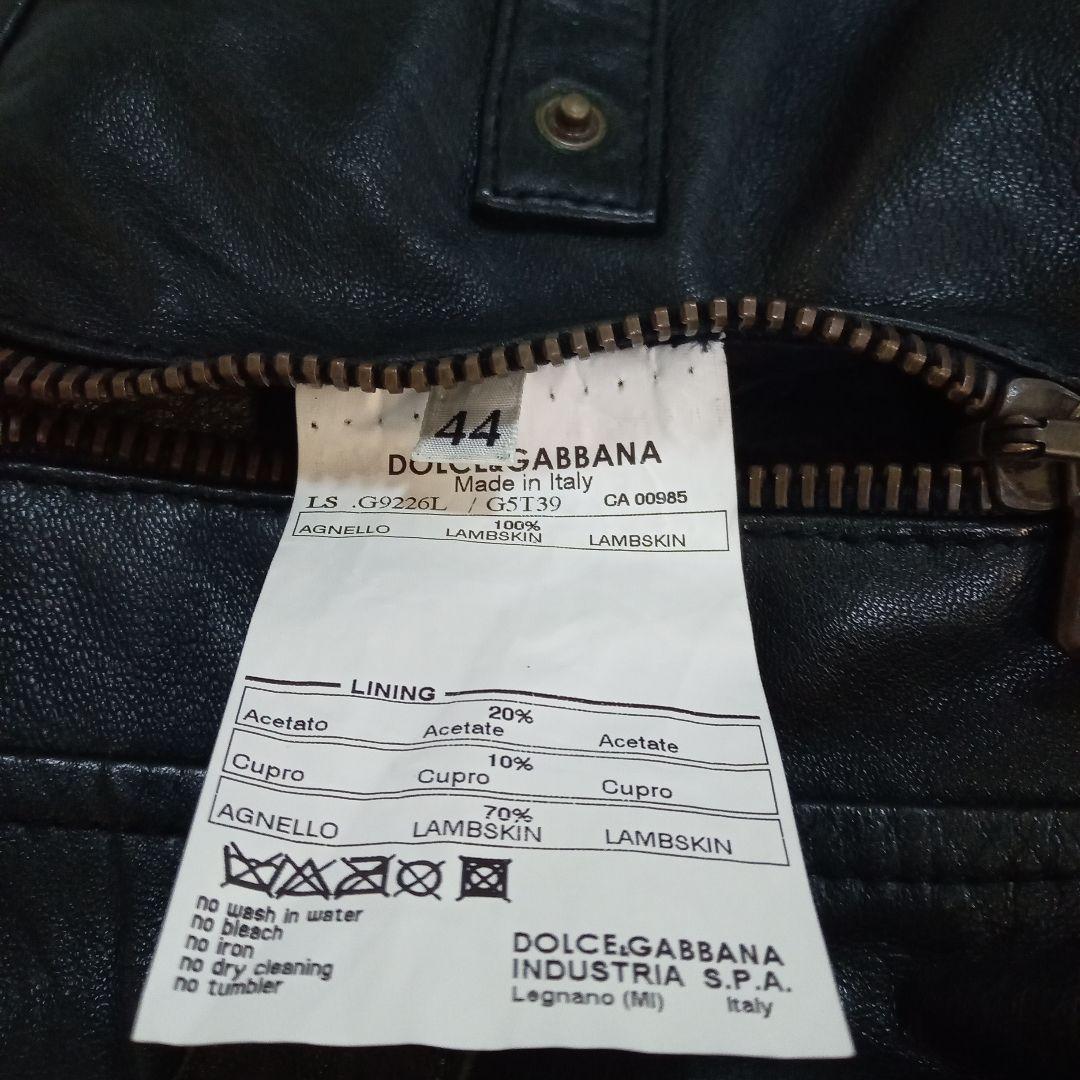 44
DOLCE&GABBANA
Made in Italy
LS .G9226L / G5T39 CA 00985
100%
AGNELLO LAMBSKIN LAMBSKIN
LINING
20%
Acetato Acetate Acetate
10%
Cupro Cupro Cupro
70%
AGNELLO LAMBSKIN LAMBSKIN
no wash in water
no bleach
no iron
no dry cleaning
no tumbler
DOLCE&GABBANA
INDUSTRIA S.P.A.
Legnano (MI) Italy